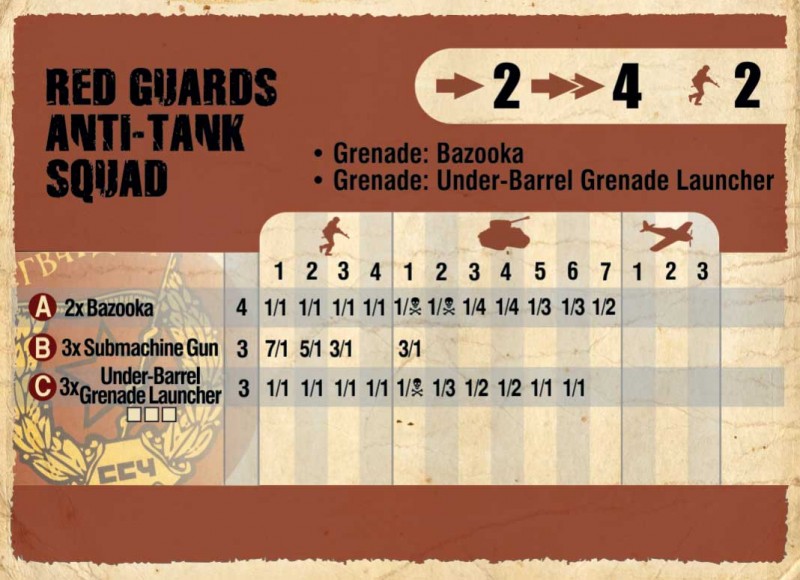 RED GUARDS
ANTI-TANK
SQUAD
2 4 2
• Grenade: Bazooka
• Grenade: Under-Barrel Grenade Launcher
1 2 3 4 1 2 3 4 5 6 7 1 2 3
A 2x Bazooka 4 1/1 1/1 1/1 1/1 1/☠ 1/☠ 1/4 1/4 1/3 1/3 1/2
B 3x Submachine Gun 3 7/1 5/1 3/1 3/1
C 3x Under-Barrel
Grenade Launcher 3 1/1 1/1 1/1 1/1 1/☠ 1/3 1/2 1/2 1/1 1/1
ССЧ